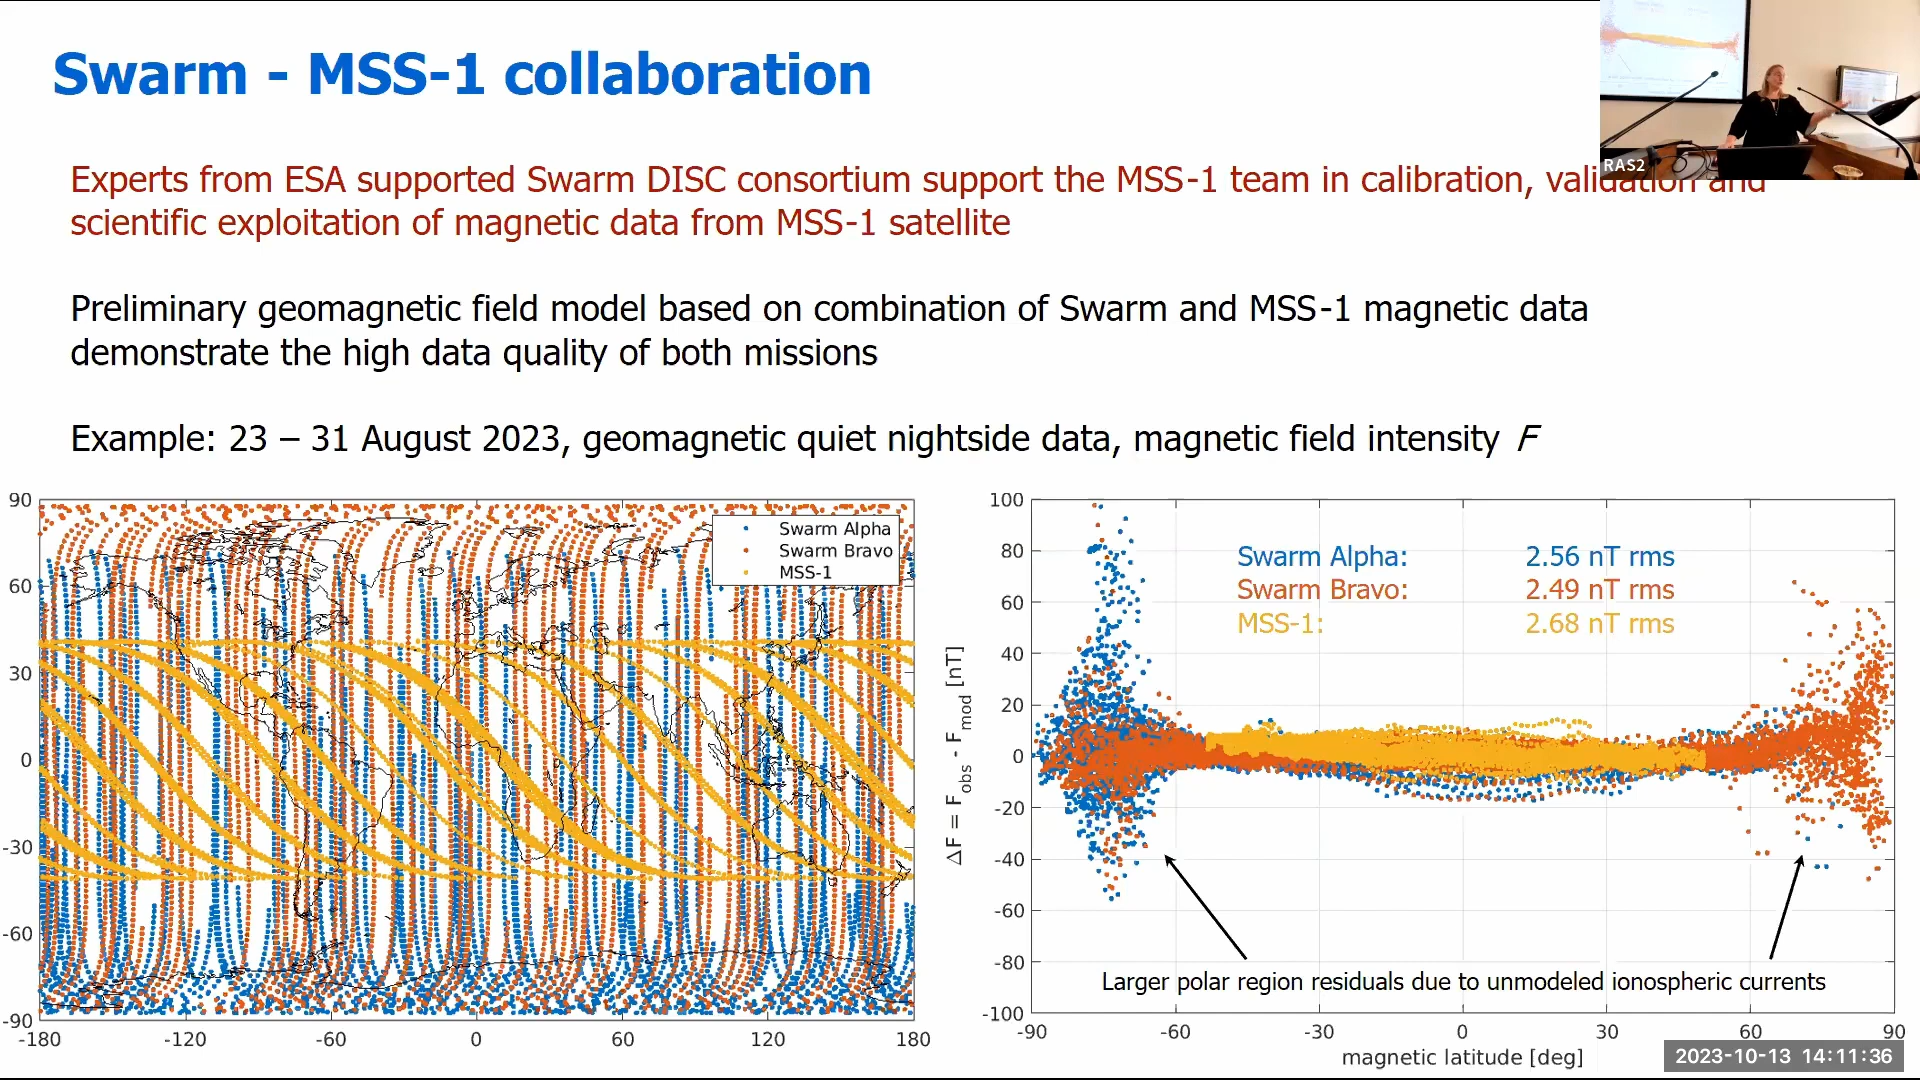 Swarm - MSS-1 collaboration
RAS2
Experts from ESA supported Swarm DISC consortium support the MSS-1 team in calibration, validation and
scientific exploitation of magnetic data from MSS-1 satellite
Preliminary geomagnetic field model based on combination of Swarm and MSS-1 magnetic data
demonstrate the high data quality of both missions
Example: 23 – 31 August 2023, geomagnetic quiet nightside data, magnetic field intensity F
90
60
30
0
-30
-60
-90
-180
-120
-60
0
60
120
180
Swarm Alpha
Swarm Bravo
MSS-1
ΔF = Fobs - Fmod [nT]
100
80
60
40
20
0
-20
-40
-60
-80
-100
Swarm Alpha: 2.56 nT rms
Swarm Bravo: 2.49 nT rms
MSS-1: 2.68 nT rms
Larger polar region residuals due to unmodeled ionospheric currents
-90
-60
-30
0
30
60
90
magnetic latitude [deg]
2023-10-13 14:11:36